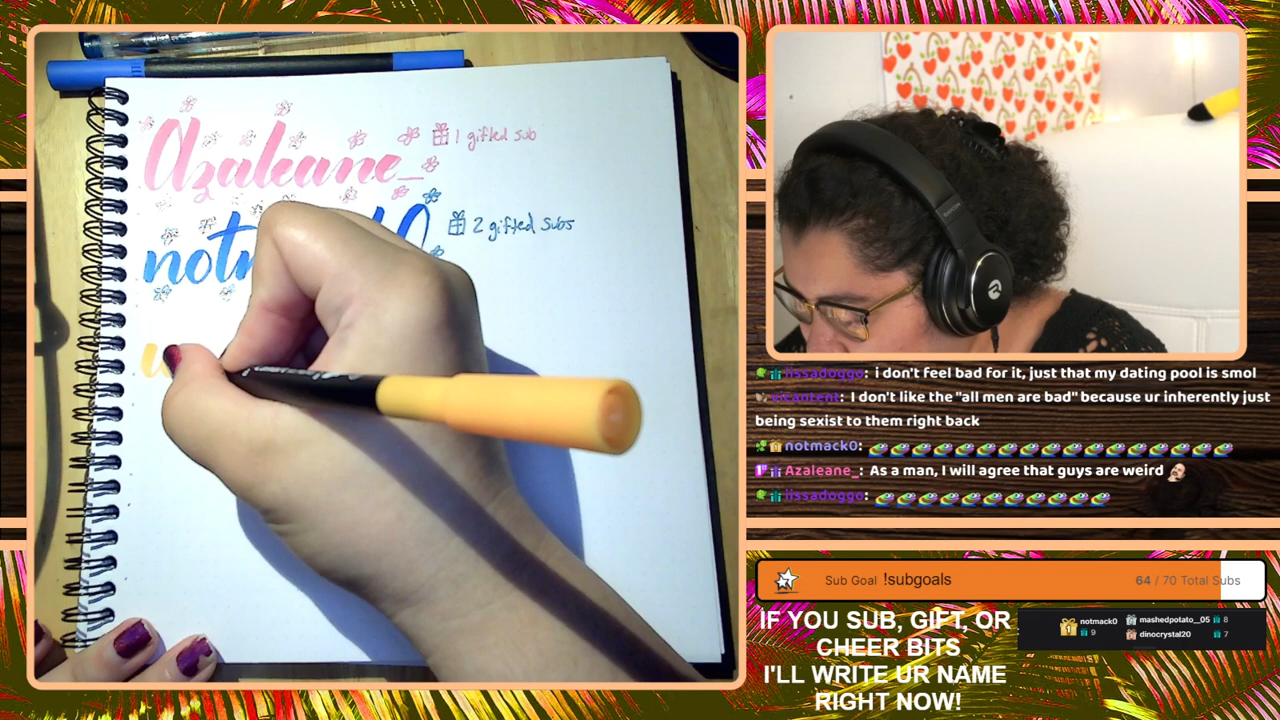 Azaleane_ 1 gifted sub
2 gifted subs
lissadoggo: i don't feel bad for it, just that my dating pool is smol
I don't like the "all men are bad" because ur inherently just
being sexist to them right back
notmack0:
Azaleane_: As a man, I will agree that guys are weird
lissadoggo:
Sub Goal !subgoals 64 / 70 Total Subs
IF YOU SUB, GIFT, OR
CHEER BITS
I'LL WRITE UR NAME
RIGHT NOW!
1 notmack0 9
mashedpotato__05 8
dinocrystal20 7